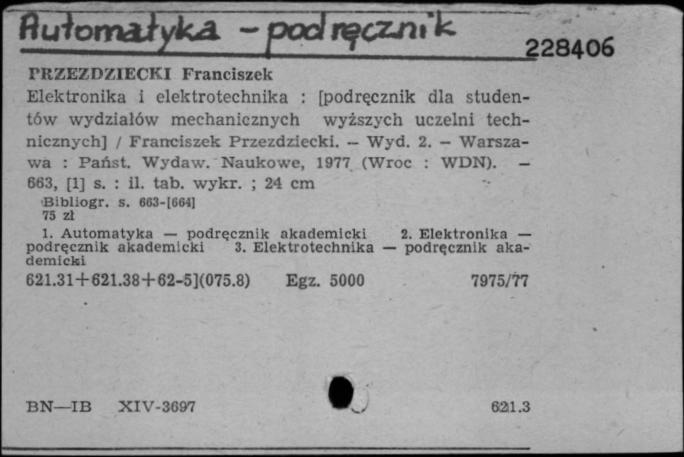 Automatyka - podręcznik
228406
PRZEZDZIECKI Franciszek
Elektronika i elektrotechnika : [podręcznik dla studen-
tów wydziałów mechanicznych wyższych uczelni tech-
nicznych] / Franciszek Przezdziecki. — Wyd. 2. — Warsza-
wa : Państ. Wydaw. Naukowe, 1977 (Wroc : WDN). —
663, [1] s. : il. tab. wykr. ; 24 cm
Bibliogr. s. 663-[664]
75 zł
1. Automatyka — podręcznik akademicki 2. Elektronika —
podręcznik akademicki 3. Elektrotechnika — podręcznik aka-
demicki
621.31+621.38+62-5](075.8) Egz. 5000 7975/77
BN—IB XIV-3697 621.3